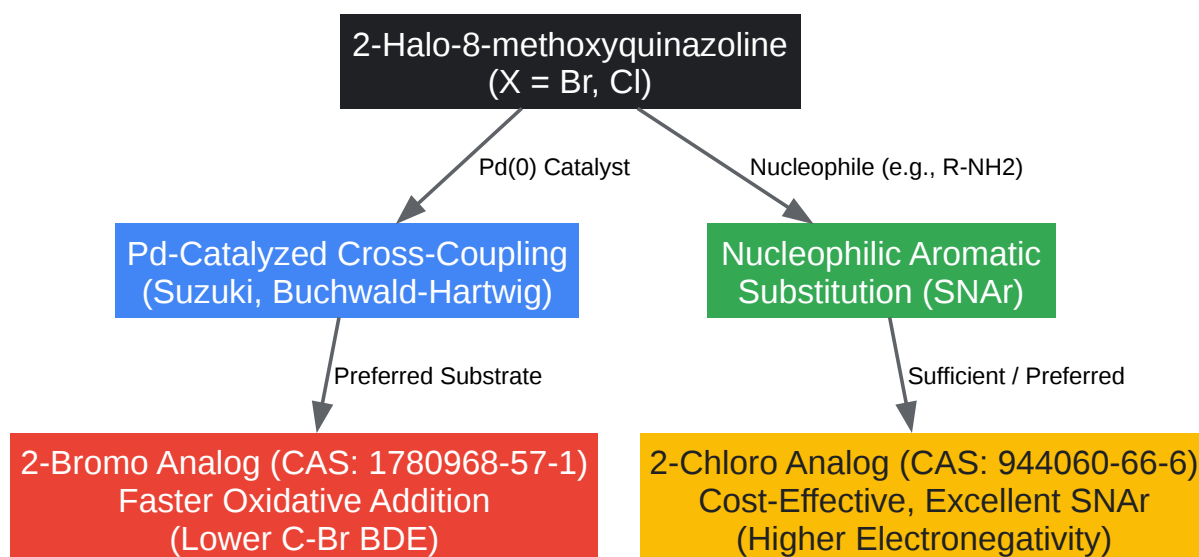 2-Halo-8-methoxyquinazoline
(X = Br, Cl)
Pd(0) Catalyst
Nucleophile (e.g., R-NH2)
Pd-Catalyzed Cross-Coupling
(Suzuki, Buchwald-Hartwig)
Nucleophilic Aromatic
Substitution (SNAr)
Preferred Substrate
Sufficient / Preferred
2-Bromo Analog (CAS: 1780968-57-1)
Faster Oxidative Addition
(Lower C-Br BDE)
2-Chloro Analog (CAS: 944060-66-6)
Cost-Effective, Excellent SNAr
(Higher Electronegativity)